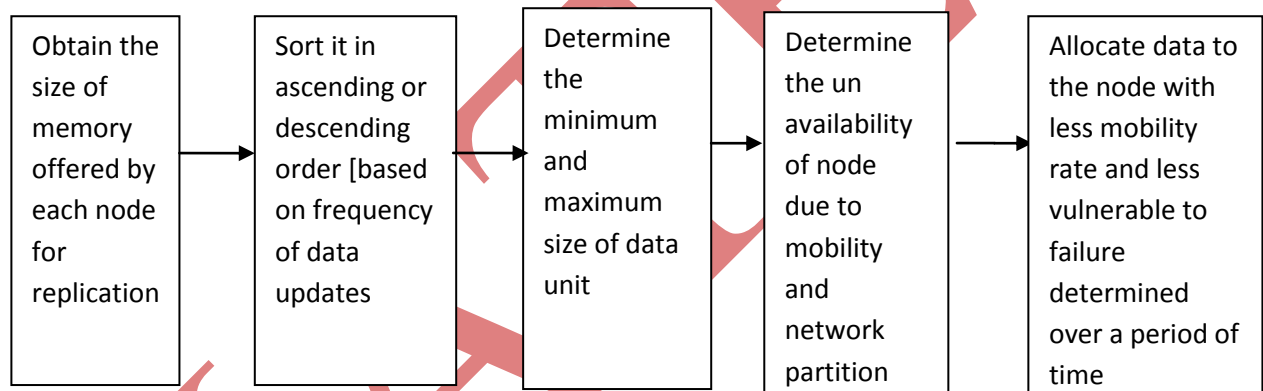 Obtain the
size of
memory
offered by
each node
for
replication
Sort it in
ascending or
descending
order [based
on frequency
of data
updates
Determine
the
minimum
and
maximum
size of data
unit
Determine
the un
availability
of node
due to
mobility
and
network
partition
Allocate data to
the node with
less mobility
rate and less
vulnerable to
failure
determined
over a period of
time